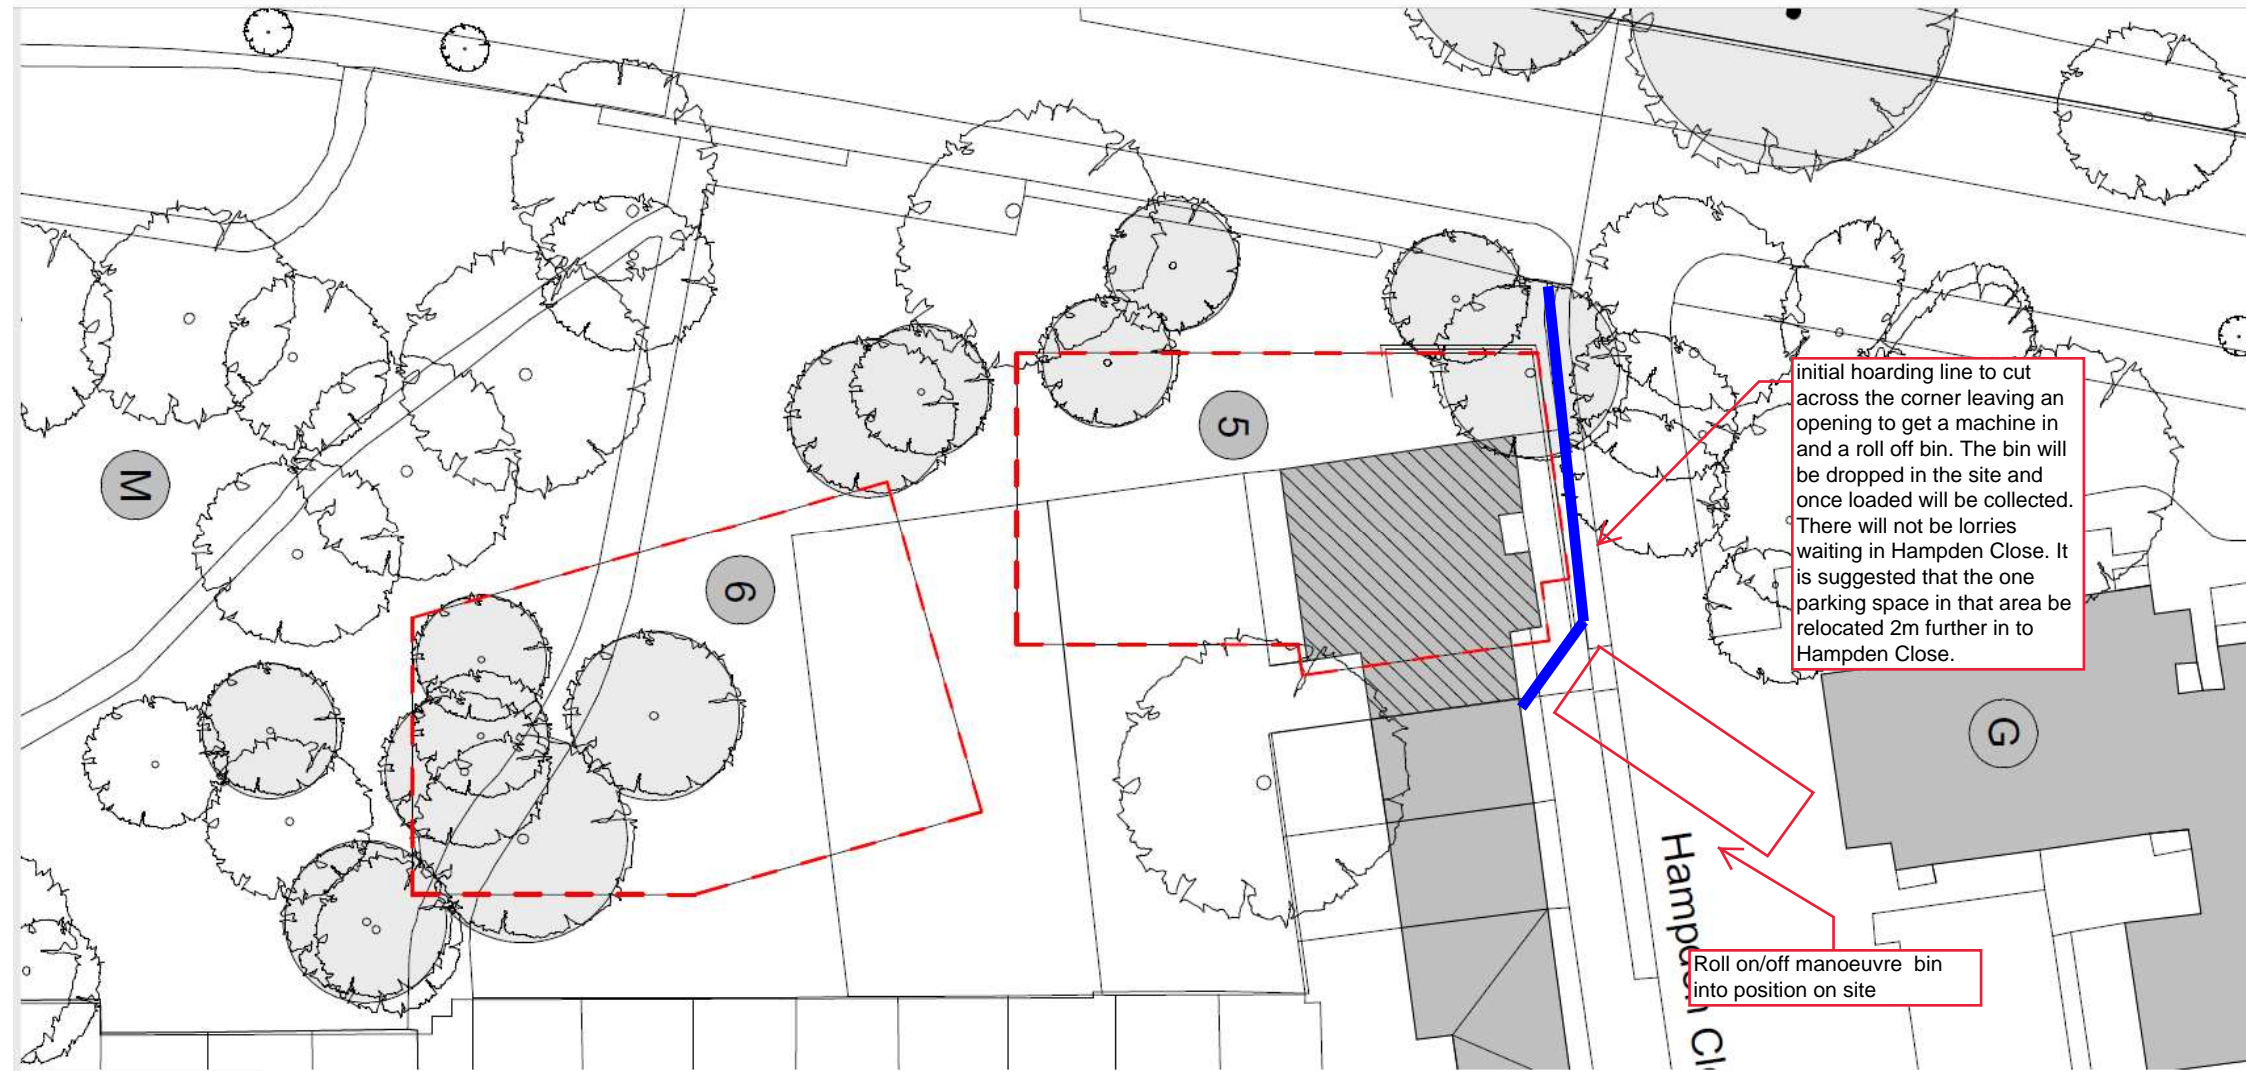 initial hoarding line to cut
across the corner leaving an
opening to get a machine in
and a roll off bin. The bin will
be dropped in the site and
once loaded will be collected.
There will not be lorries
waiting in Hampden Close. It
is suggested that the one
parking space in that area be
relocated 2m further in to
Hampden Close.
5
M
6
G
Hampden Cl
Roll on/off manoeuvre  bin
into position on site